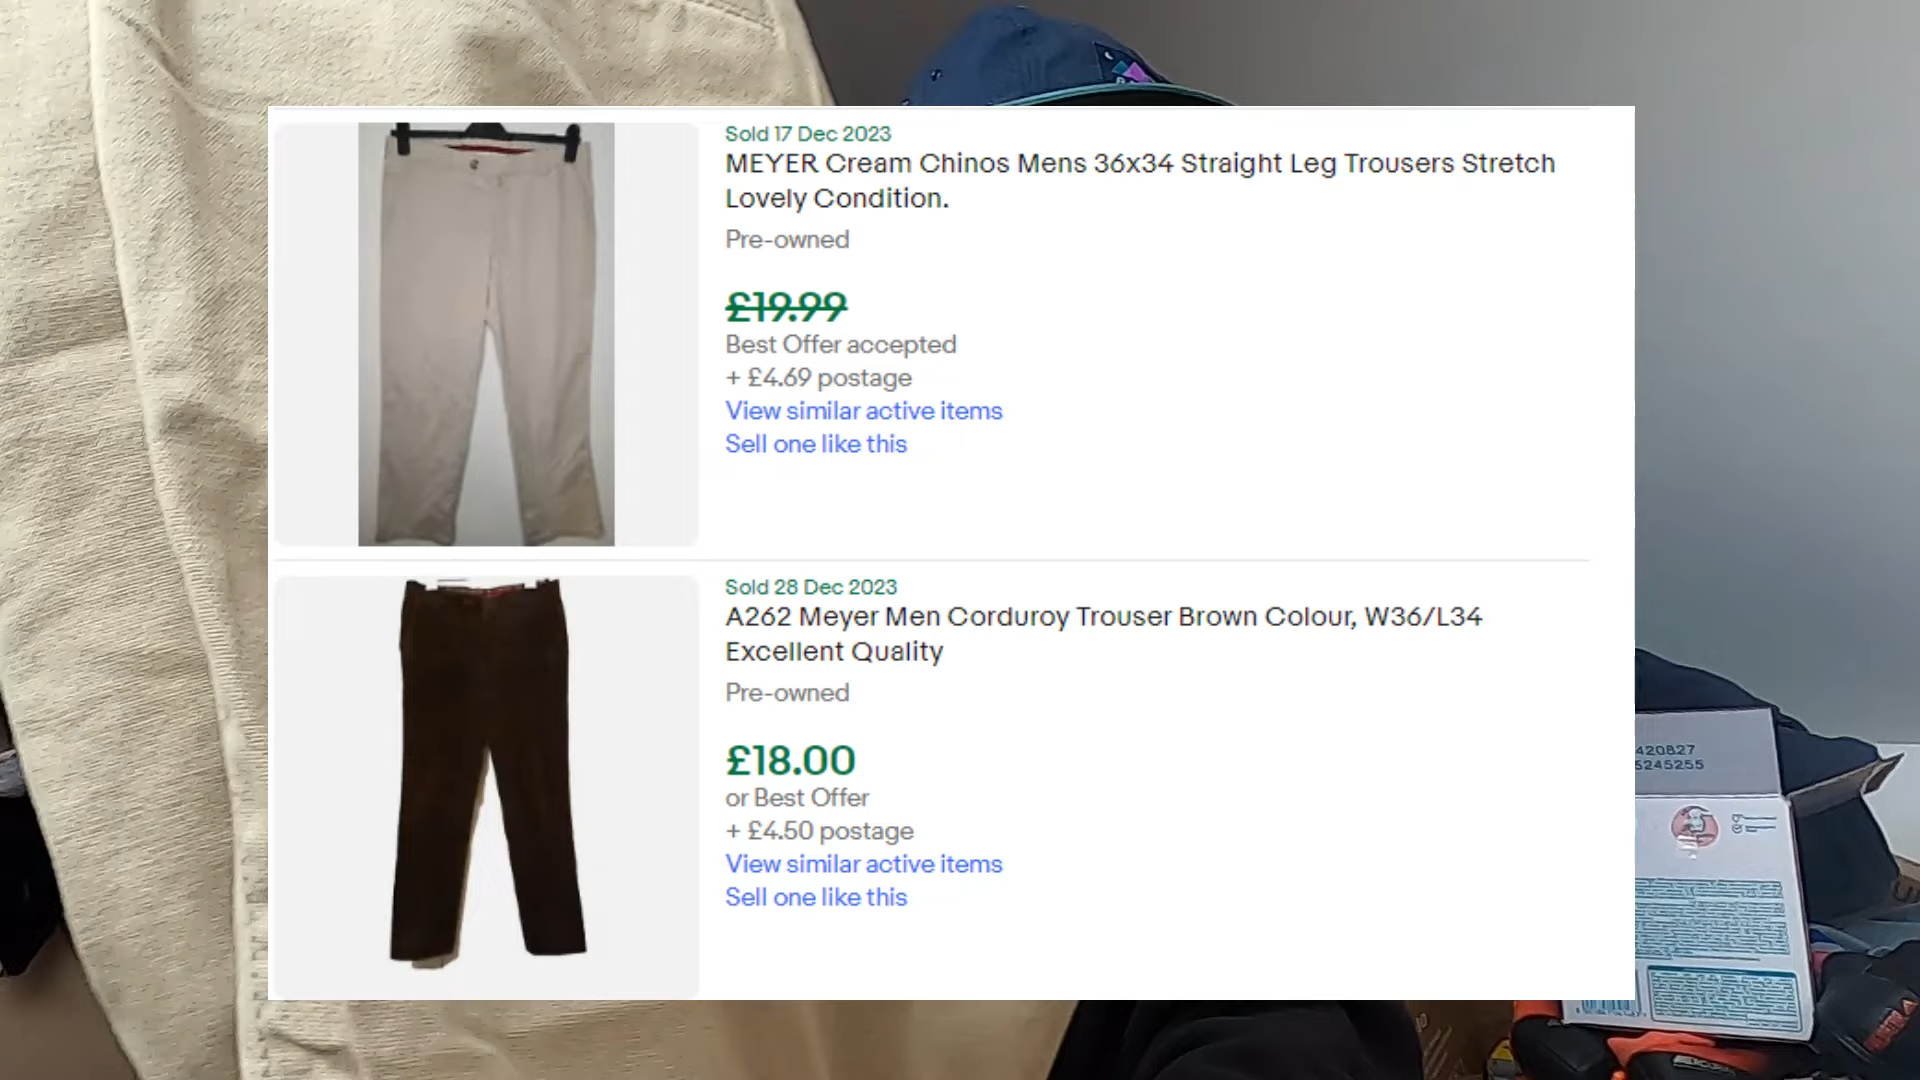 Sold 17 Dec 2023
MEYER Cream Chinos Mens 36x34 Straight Leg Trousers Stretch
Lovely Condition.
Pre-owned
£19.99
Best Offer accepted
+ £4.69 postage
View similar active items
Sell one like this
Sold 28 Dec 2023
A262 Meyer Men Corduroy Trouser Brown Colour, W36/L34
Excellent Quality
Pre-owned
£18.00
or Best Offer
+ £4.50 postage
View similar active items
Sell one like this
420827
5245255